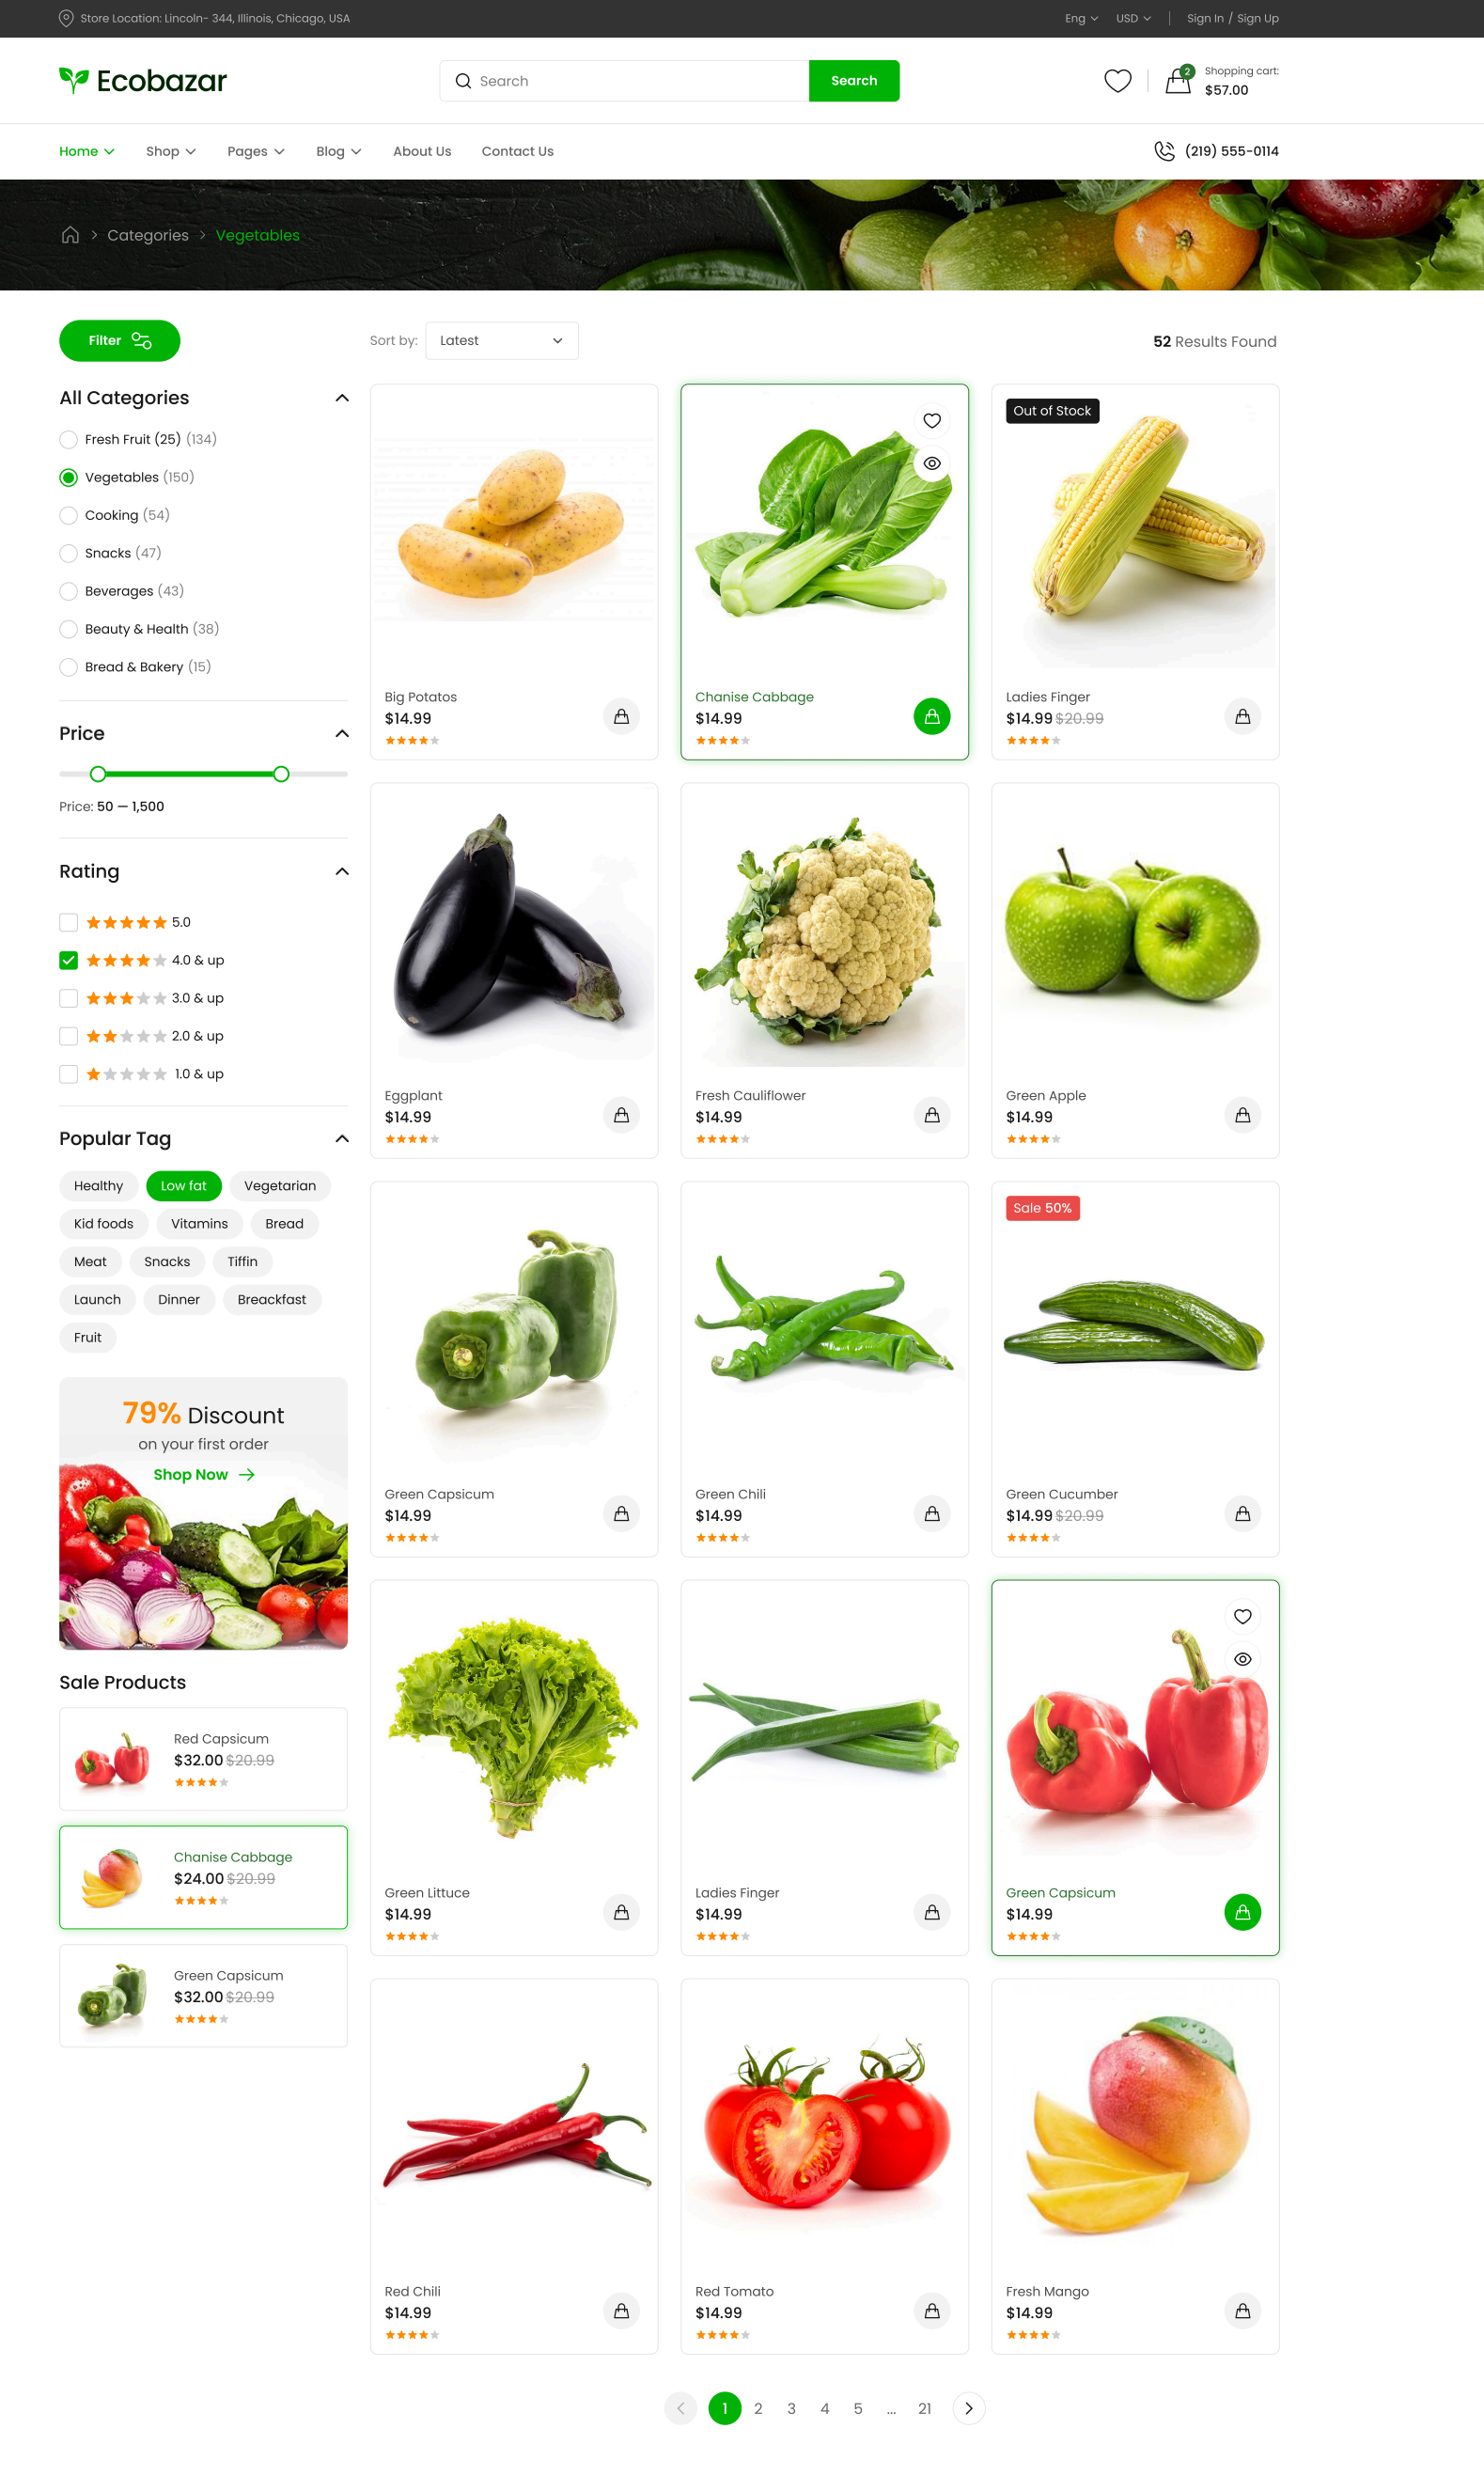 Store Location: Lincoln- 344, Illinois, Chicago, USA
Eng
USD
Sign In / Sign Up
Ecobazar
Search
Search
2
Shopping cart:
$57.00
Home
Shop
Pages
Blog
About Us
Contact Us
(219) 555-0114
Categories
Vegetables
Filter
Sort by:
Latest
52 Results Found
All Categories
Fresh Fruit (25) (134)
Vegetables (150)
Cooking (54)
Snacks (47)
Beverages (43)
Beauty & Health (38)
Bread & Bakery (15)
Price
Price: 50 — 1,500
Rating
5.0
4.0 & up
3.0 & up
2.0 & up
1.0 & up
Popular Tag
Healthy
Low fat
Vegetarian
Kid foods
Vitamins
Bread
Meat
Snacks
Tiffin
Launch
Dinner
Breackfast
Fruit
79% Discount
on your first order
Shop Now
Sale Products
Red Capsicum
$32.00 $20.99
Chanise Cabbage
$24.00 $20.99
Green Capsicum
$32.00 $20.99
Big Potatos
$14.99
Chanise Cabbage
$14.99
Out of Stock
Ladies Finger
$14.99 $20.99
Eggplant
$14.99
Fresh Cauliflower
$14.99
Green Apple
$14.99
Green Capsicum
$14.99
Green Chili
$14.99
Sale 50%
Green Cucumber
$14.99 $20.99
Green Littuce
$14.99
Ladies Finger
$14.99
Green Capsicum
$14.99
Red Chili
$14.99
Red Tomato
$14.99
Fresh Mango
$14.99
1 2 3 4 5 ... 21